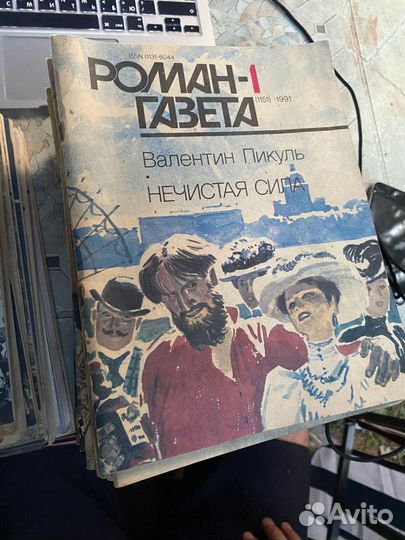 ISSN 0131-6044
РОМАН-1
ГАЗЕТА
(1151) •1991
Валентин Пикуль
НЕЧИСТАЯ СИЛА
Avito